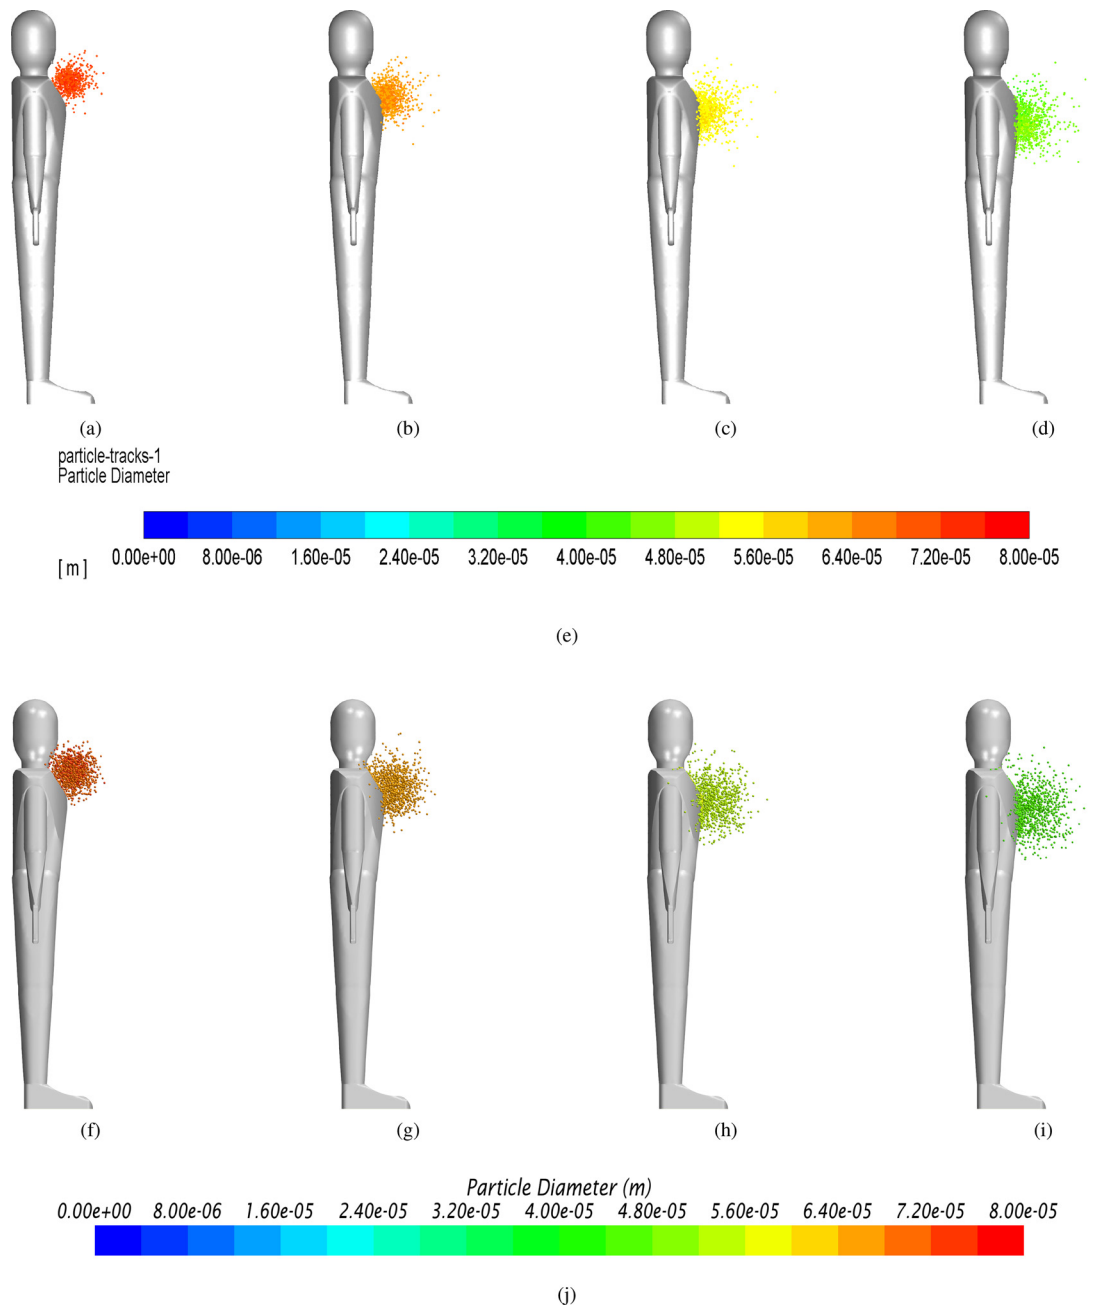 (a) (b) (c) (d)
particle-tracks-1
Particle Diameter
0.00e+00 8.00e-06 1.60e-05 2.40e-05 3.20e-05 4.00e-05 4.80e-05 5.60e-05 6.40e-05 7.20e-05 8.00e-05
[ m ]
(e)
(f) (g) (h) (i)
Particle Diameter (m)
0.00e+00 8.00e-06 1.60e-05 2.40e-05 3.20e-05 4.00e-05 4.80e-05 5.60e-05 6.40e-05 7.20e-05 8.00e-05
(j)